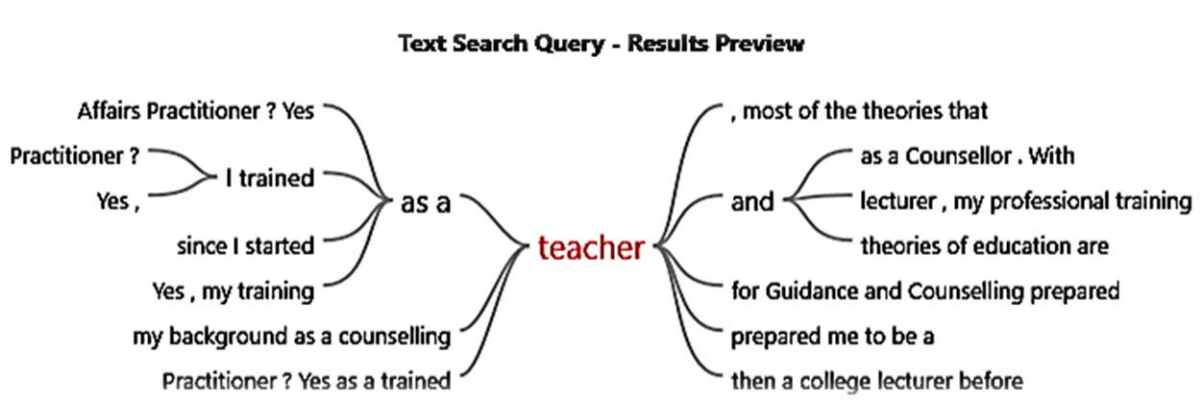 Text Search Query - Results Preview
Affairs Practitioner ? Yes
Practitioner ?
Yes ,
I trained
since I started
Yes , my training
as a
my background as a counselling
Practitioner ? Yes as a trained
teacher
, most of the theories that
and
as a Counsellor . With
lecturer , my professional training
theories of education are
for Guidance and Counselling prepared
prepared me to be a
then a college lecturer before